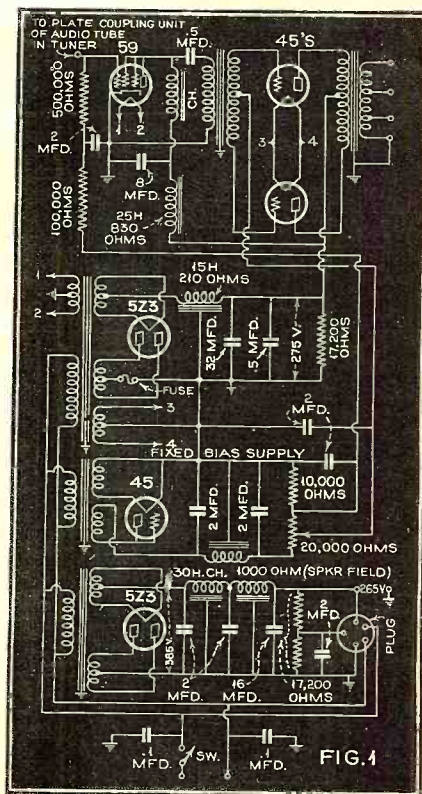 TO PLATE COUPLING UNIT
OF AUDIO TUBE
IN TUNER
59
.5
MFD.
45'S
500,000
OHMS
CH.
1
2
3
4
2
MFD.
8
MFD.
100,000
OHMS
25H
830
OHMS
15H
210 OHMS
1
2
5Z3
FUSE
3
4
32 MFD.
.5 MFD.
275 V.
17,200
OHMS
2
MFD.
FIXED BIAS SUPPLY
45
2 MFD.
2 MFD.
10,000
OHMS
20,000 OHMS
5Z3
30H. CH.
1000 OHM (SPKR FIELD)
385V.
265V.
2
MFD.
PLUG
2
MFD.
16
MFD.
17,200
OHMS
.1
MFD.
SW.
.1
MFD.
FIG.1